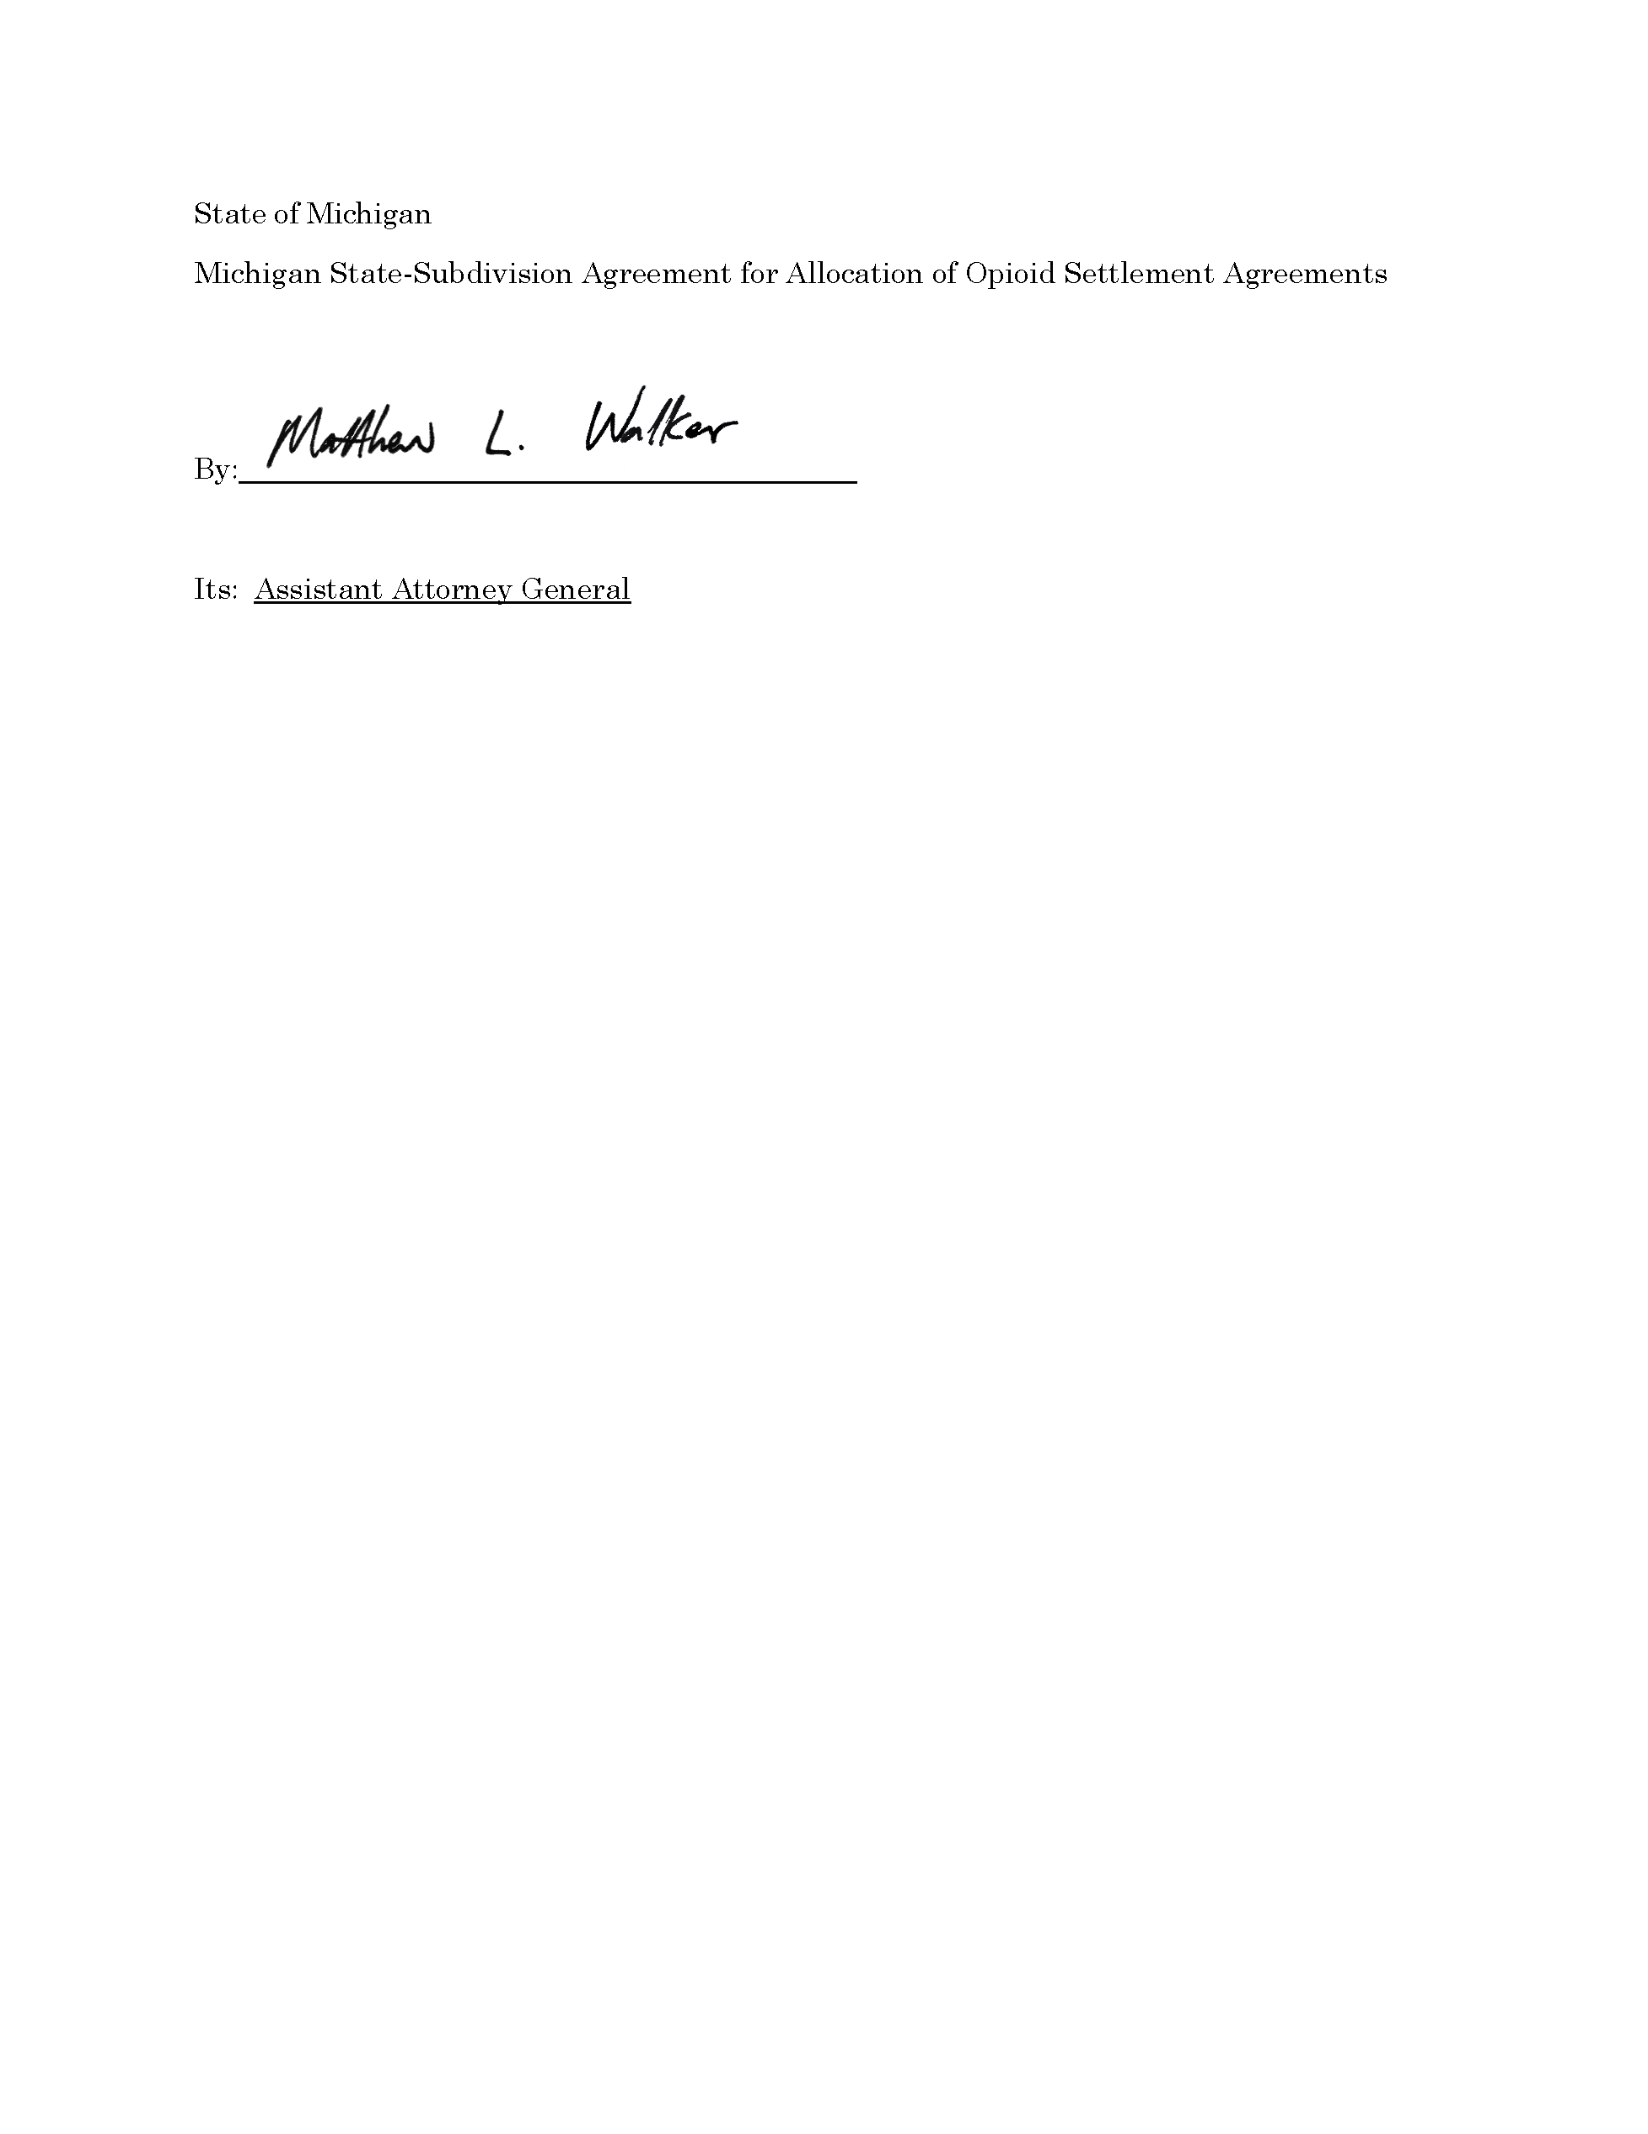 State of Michigan
Michigan State-Subdivision Agreement for Allocation of Opioid Settlement Agreements
By: Matthew L. Walker
Its: Assistant Attorney General